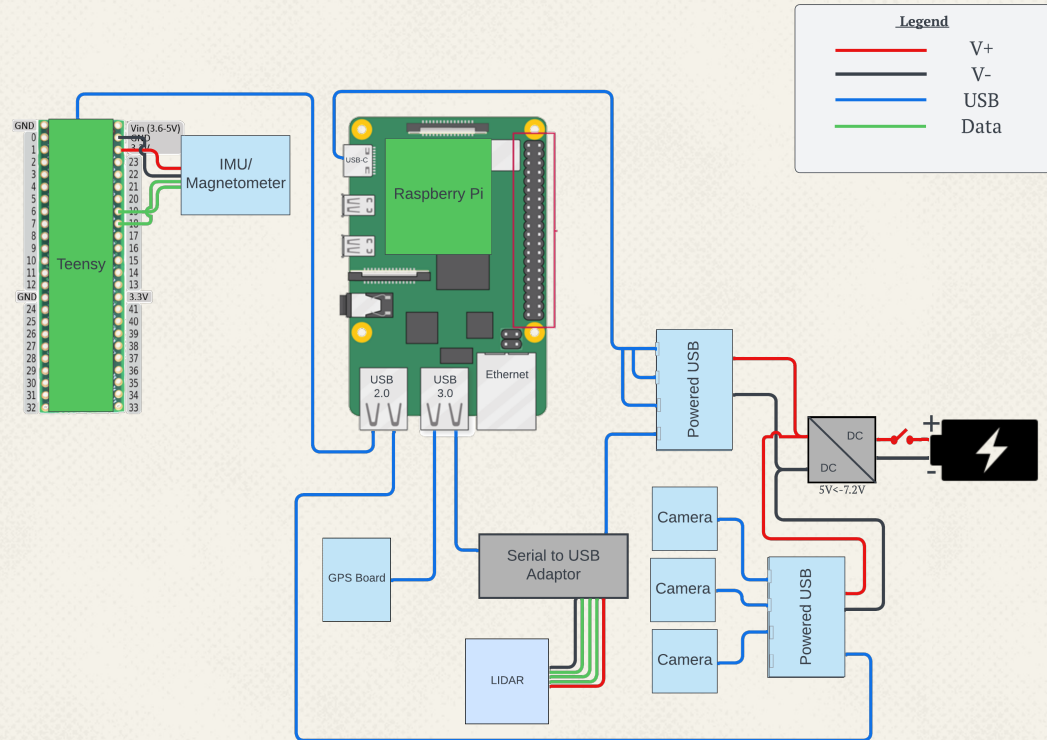 Legend
V+
V-
USB
Data
GND
0
1
2
3
4
5
6
7
8
9
10
11
12
GND
24
25
26
27
28
29
30
31
32
Teensy
Vin (3.6-5V)
GND
23
22
21
20
17
16
15
14
13
3.3V
41
40
39
38
37
36
35
34
33
IMU/
Magnetometer
USB-C
Raspberry Pi
USB
2.0
USB
3.0
Ethernet
Powered USB
DC
DC
5V<-7.2V
+
-
Serial to USB
Adaptor
GPS Board
LIDAR
Camera
Camera
Camera
Powered USB